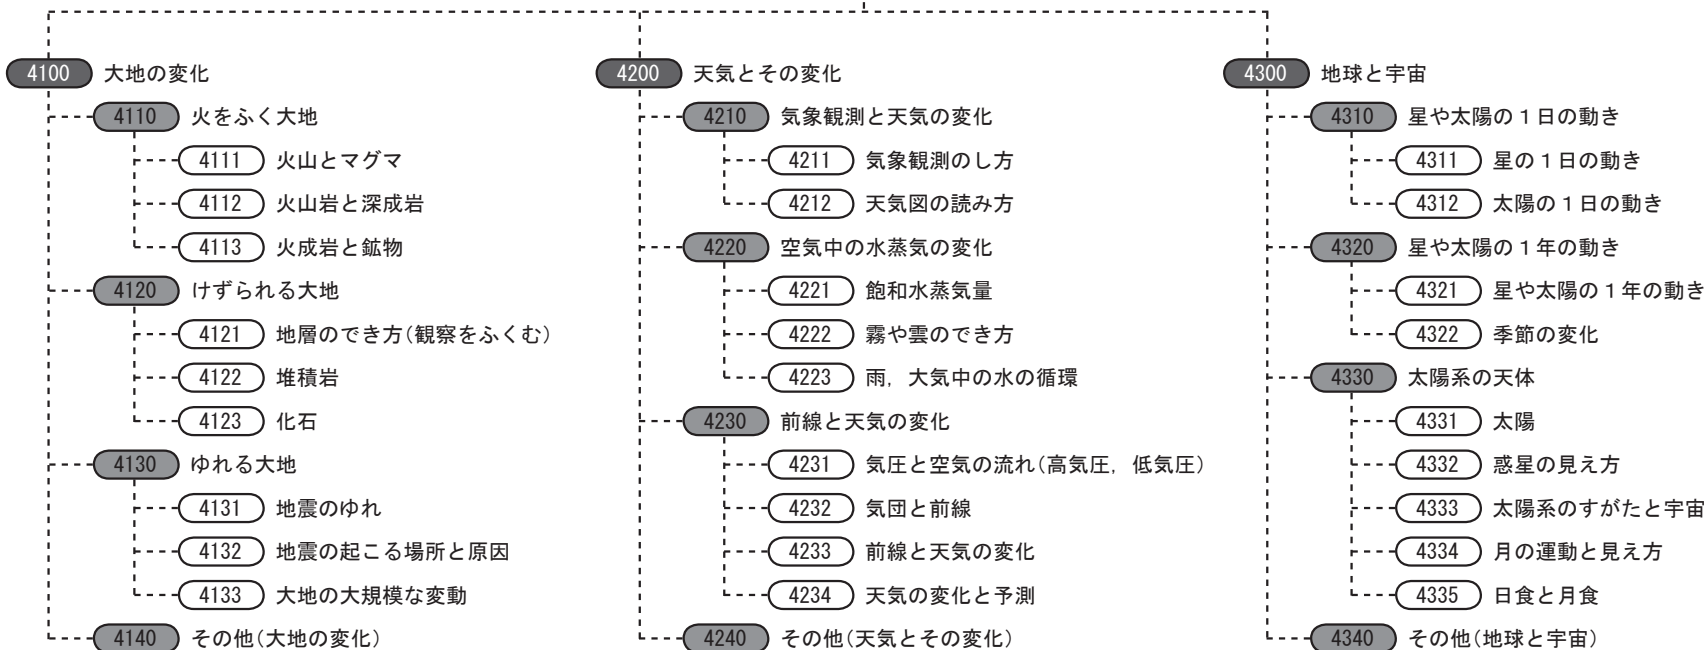 4100 大地の変化
4110 火をふく大地
4111 火山とマグマ
4112 火山岩と深成岩
4113 火成岩と鉱物
4120 けずられる大地
4121 地層のでき方(観察をふくむ)
4122 堆積岩
4123 化石
4130 ゆれる大地
4131 地震のゆれ
4132 地震の起こる場所と原因
4133 大地の大規模な変動
4140 その他(大地の変化)
4200 天気とその変化
4210 気象観測と天気の変化
4211 気象観測のし方
4212 天気図の読み方
4220 空気中の水蒸気の変化
4221 飽和水蒸気量
4222 霧や雲のでき方
4223 雨，大気中の水の循環
4230 前線と天気の変化
4231 気圧と空気の流れ(高気圧，低気圧)
4232 気団と前線
4233 前線と天気の変化
4234 天気の変化と予測
4240 その他(天気とその変化)
4300 地球と宇宙
4310 星や太陽の１日の動き
4311 星の１日の動き
4312 太陽の１日の動き
4320 星や太陽の１年の動き
4321 星や太陽の１年の動き
4322 季節の変化
4330 太陽系の天体
4331 太陽
4332 惑星の見え方
4333 太陽系のすがたと宇宙
4334 月の運動と見え方
4335 日食と月食
4340 その他(地球と宇宙)